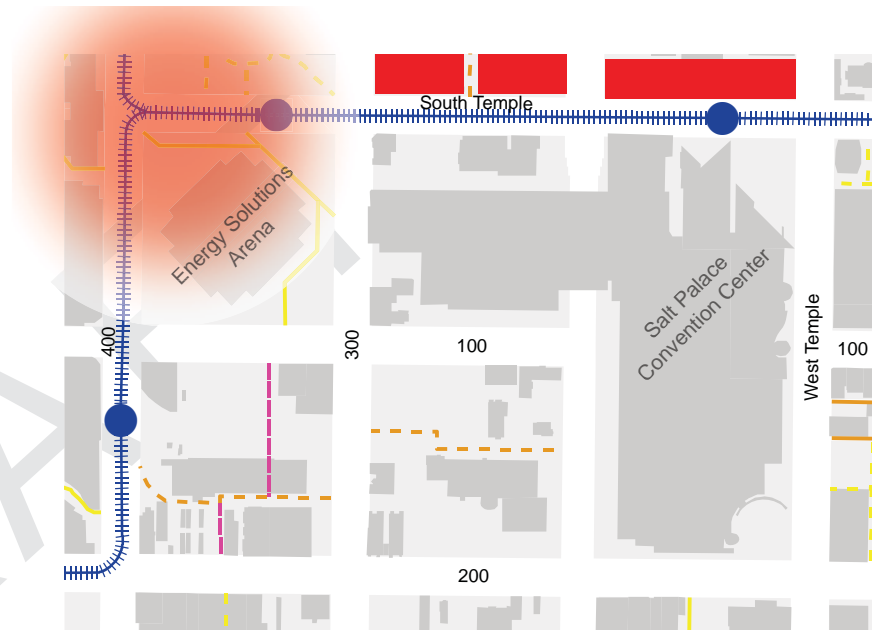 South Temple
Energy Solutions
Arena
Salt Palace
Convention Center
West Temple
400
300
100
100
200